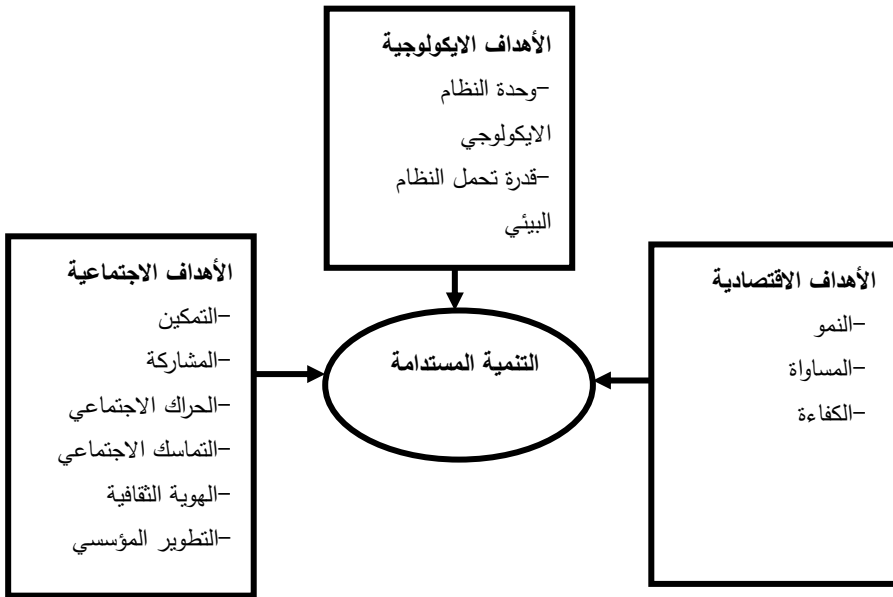 الأهداف الايكولوجية
-وحدة النظام
الايكولوجي
-قدرة تحمل النظام
البيئي
الأهداف الاقتصادية
-النمو
-المساواة
-الكفاءة
التنمية المستدامة
الأهداف الاجتماعية
-التمكين
-المشاركة
-الحراك الاجتماعي
-التماسك الاجتماعي
-الهوية الثقافية
-التطوير المؤسسي